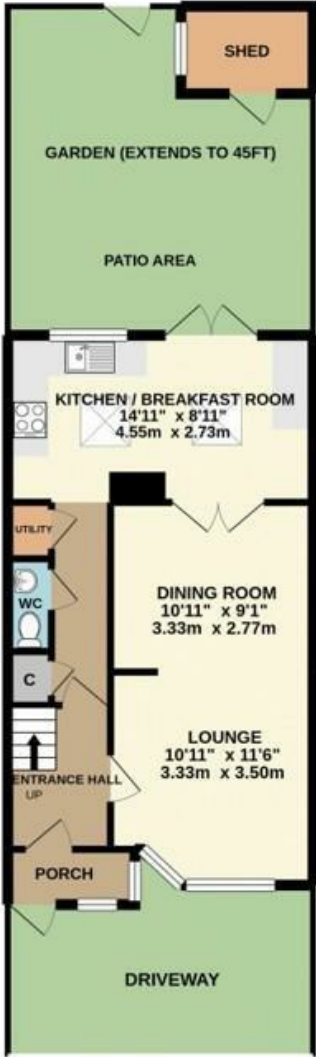 SHED
GARDEN (EXTENDS TO 45FT)
PATIO AREA
KITCHEN / BREAKFAST ROOM
14'11" x 8'11"
4.55m x 2.73m
UTILITY
WC
DINING ROOM
10'11" x 9'1"
3.33m x 2.77m
C
LOUNGE
10'11" x 11'6"
3.33m x 3.50m
ENTRANCE HALL
UP
PORCH
DRIVEWAY